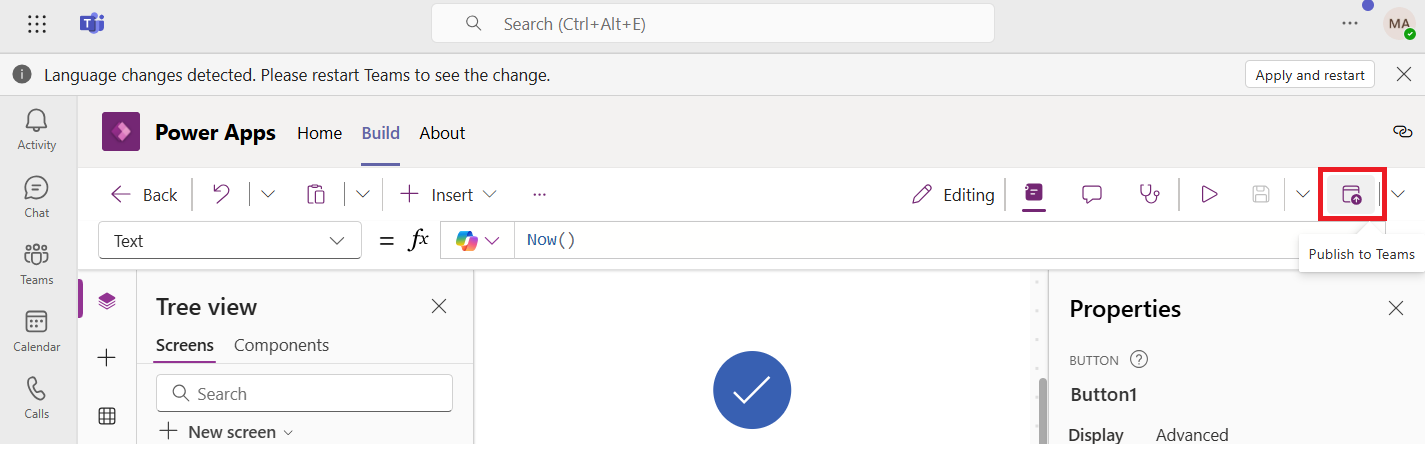 Search (Ctrl+Alt+E)
MA
Language changes detected. Please restart Teams to see the change.
Apply and restart
Activity
Chat
Teams
Calendar
Calls
Power Apps Home Build About
Back
Insert
Editing
Text
= fx
Now()
Publish to Teams
Tree view
Screens Components
Search
New screen
Properties
BUTTON
Button1
Display Advanced